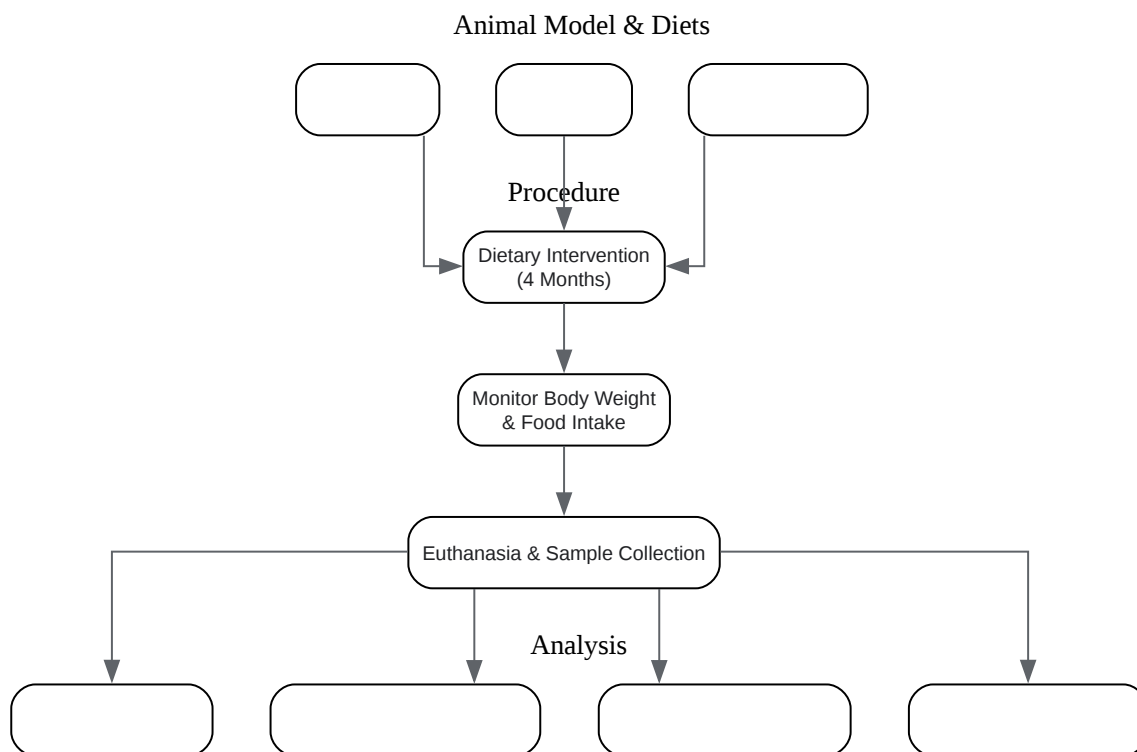 Animal Model & Diets
Procedure
Dietary Intervention
(4 Months)
Monitor Body Weight
& Food Intake
Euthanasia & Sample Collection
Analysis